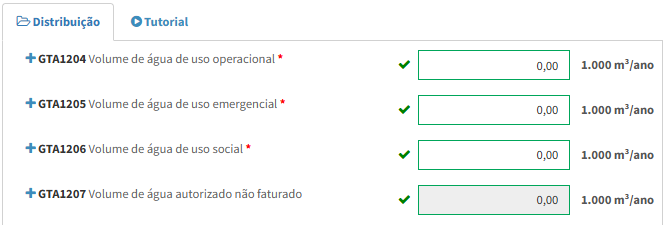 Distribuição Tutorial
GTA1204 Volume de água de uso operacional * 0,00 1.000 m³/ano
GTA1205 Volume de água de uso emergencial * 0,00 1.000 m³/ano
GTA1206 Volume de água de uso social * 0,00 1.000 m³/ano
GTA1207 Volume de água autorizado não faturado 0,00 1.000 m³/ano